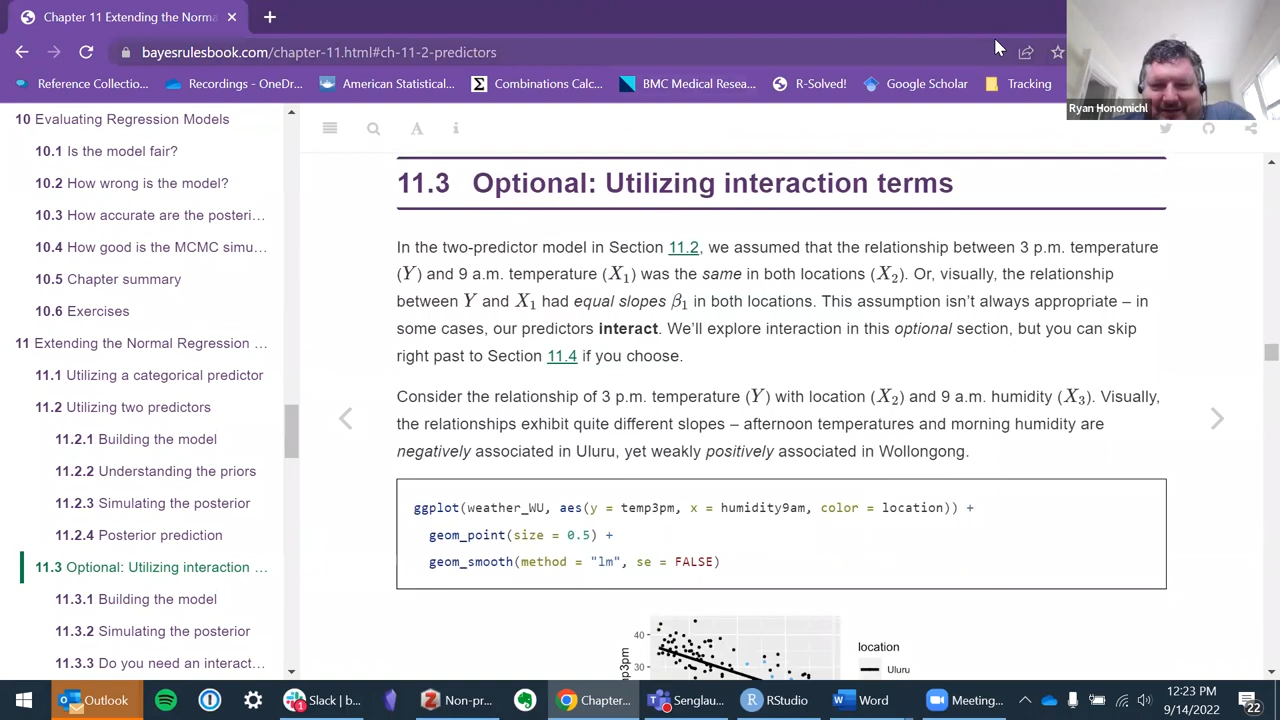 Chapter 11 Extending the Norma
bayesrulesbook.com/chapter-11.html#ch-11-2-predictors
Reference Collectio...
Recordings - OneDr...
American Statistical...
Combinations Calc...
BMC Medical Resea...
R-Solved!
Google Scholar
Tracking
Ryan Honomichl
10 Evaluating Regression Models
10.1 Is the model fair?
10.2 How wrong is the model?
10.3 How accurate are the posteri...
10.4 How good is the MCMC simu...
10.5 Chapter summary
10.6 Exercises
11 Extending the Normal Regression ...
11.1 Utilizing a categorical predictor
11.2 Utilizing two predictors
11.2.1 Building the model
11.2.2 Understanding the priors
11.2.3 Simulating the posterior
11.2.4 Posterior prediction
11.3 Optional: Utilizing interaction ...
11.3.1 Building the model
11.3.2 Simulating the posterior
11.3.3 Do you need an interact...
11.3 Optional: Utilizing interaction terms
In the two-predictor model in Section 11.2, we assumed that the relationship between 3 p.m. temperature
(Y) and 9 a.m. temperature (X₁) was the same in both locations (X₂). Or, visually, the relationship
between Y and X₁ had equal slopes β₁ in both locations. This assumption isn't always appropriate – in
some cases, our predictors interact. We'll explore interaction in this optional section, but you can skip
right past to Section 11.4 if you choose.
Consider the relationship of 3 p.m. temperature (Y) with location (X₂) and 9 a.m. humidity (X₃). Visually,
the relationships exhibit quite different slopes – afternoon temperatures and morning humidity are
negatively associated in Uluru, yet weakly positively associated in Wollongong.
ggplot(weather_WU, aes(y = temp3pm, x = humidity9am, color = location)) +
geom_point(size = 0.5) +
geom_smooth(method = "lm", se = FALSE)
40
30
p3pm
location
Uluru
Outlook
Slack | b...
Non-pr...
Chapter...
Senglau...
RStudio
Word
Meeting...
12:23 PM
9/14/2022
22